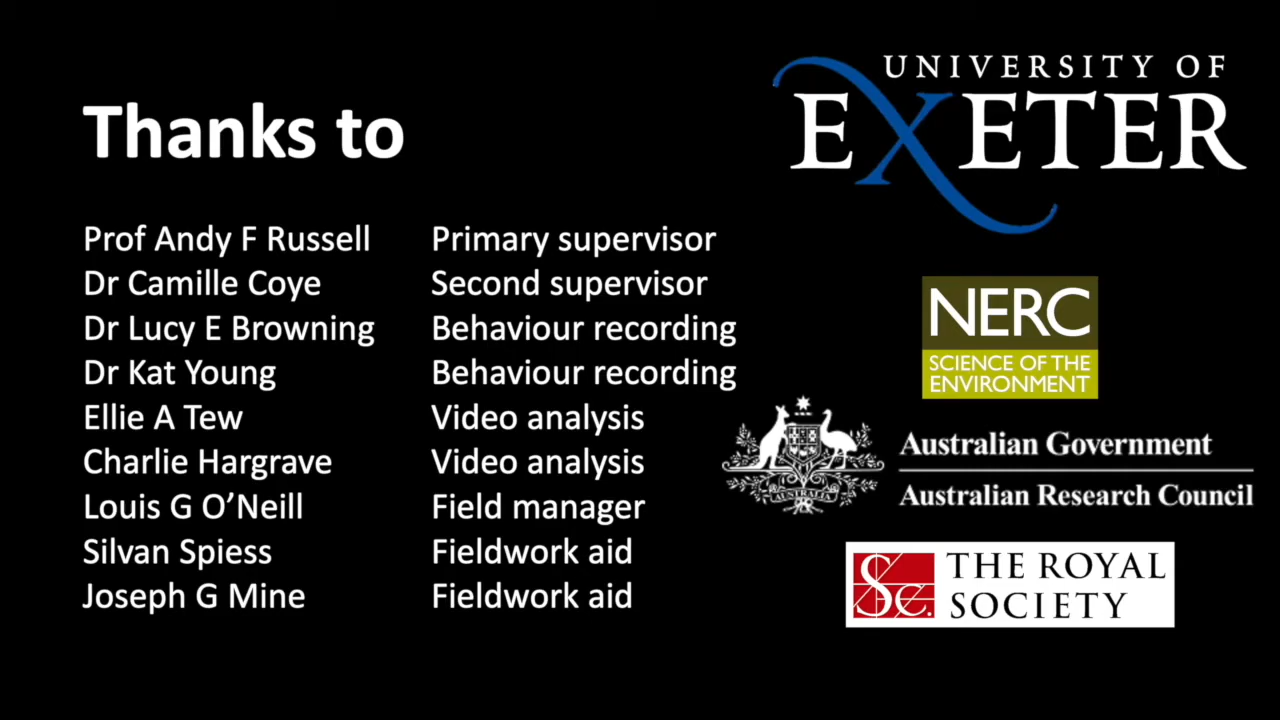 Thanks to
Prof Andy F Russell Primary supervisor
Dr Camille Coye Second supervisor
Dr Lucy E Browning Behaviour recording
Dr Kat Young Behaviour recording
Ellie A Tew Video analysis
Charlie Hargrave Video analysis
Louis G O’Neill Field manager
Silvan Spiess Fieldwork aid
Joseph G Mine Fieldwork aid
UNIVERSITY OF
EXETER
NERC
SCIENCE OF THE
ENVIRONMENT
AUSTRALIA
Australian Government
Australian Research Council
THE ROYAL
SOCIETY